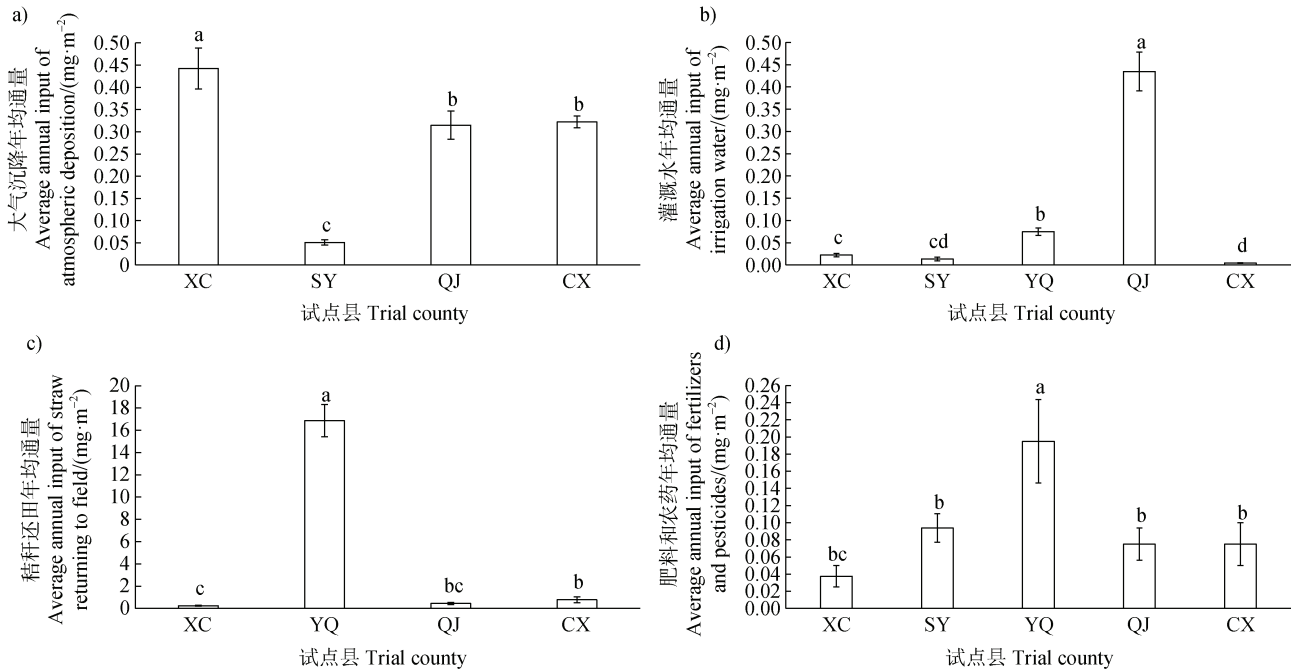 a)
大气沉降年均通量
Average annual input of
atmospheric deposition/(mg·m⁻²)
0.50
0.45
0.40
0.35
0.30
0.25
0.20
0.15
0.10
0.05
0
a
c
b
b
XC SY QJ CX
试点县 Trial county
b)
灌溉水年均通量
Average annual input of
irrigation water/(mg·m⁻²)
0.50
0.45
0.40
0.35
0.30
0.25
0.20
0.15
0.10
0.05
0.00
c
cd
b
a
d
XC SY YQ QJ CX
试点县 Trial county
c)
秸秆还田年均通量
Average annual input of straw
returning to field/(mg·m⁻²)
20
18
16
14
12
10
8
6
4
2
0
c
a
bc
b
XC YQ QJ CX
试点县 Trial county
d)
肥料和农药年均通量
Average annual input of fertilizers
and pesticides/(mg·m⁻²)
0.26
0.24
0.22
0.20
0.18
0.16
0.14
0.12
0.10
0.08
0.06
0.04
0.02
0.00
bc
b
a
b
b
XC SY YQ QJ CX
试点县 Trial county